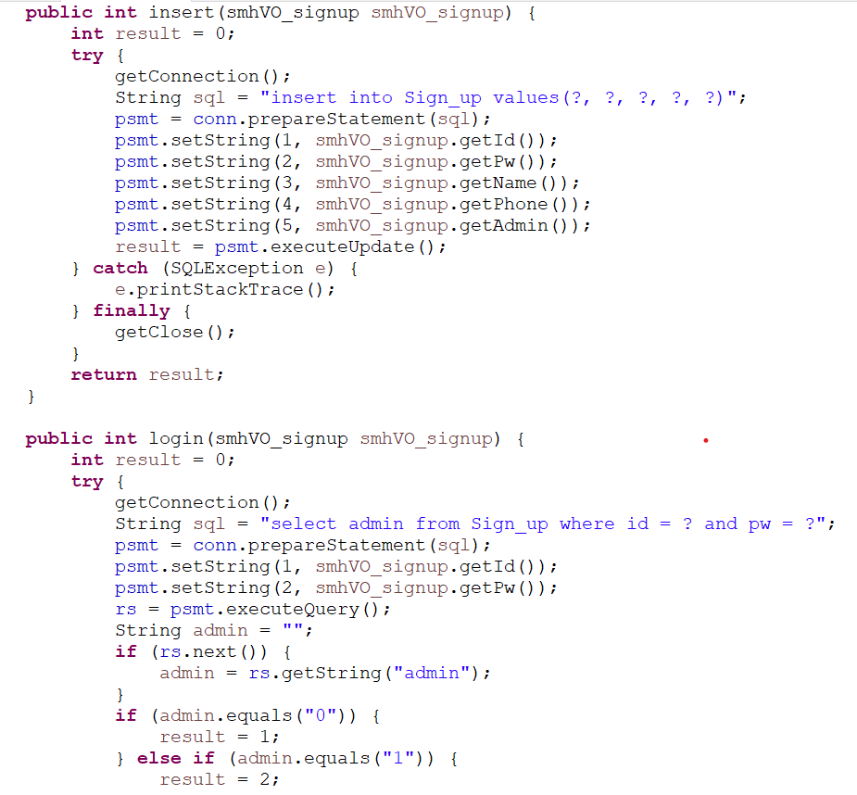 public int insert(smhVO_signup smhVO_signup) {
    int result = 0;
    try {
        getConnection();
        String sql = "insert into Sign_up values(?, ?, ?, ?, ?)";
        psmt = conn.prepareStatement(sql);
        psmt.setString(1, smhVO_signup.getId());
        psmt.setString(2, smhVO_signup.getPw());
        psmt.setString(3, smhVO_signup.getName());
        psmt.setString(4, smhVO_signup.getPhone());
        psmt.setString(5, smhVO_signup.getAdmin());
        result = psmt.executeUpdate();
    } catch (SQLException e) {
        e.printStackTrace();
    } finally {
        getClose();
    }
    return result;
}
public int login(smhVO_signup smhVO_signup) {
    int result = 0;
    try {
        getConnection();
        String sql = "select admin from Sign_up where id = ? and pw = ?";
        psmt = conn.prepareStatement(sql);
        psmt.setString(1, smhVO_signup.getId());
        psmt.setString(2, smhVO_signup.getPw());
        rs = psmt.executeQuery();
        String admin = "";
        if (rs.next()) {
            admin = rs.getString("admin");
        }
        if (admin.equals("0")) {
            result = 1;
        } else if (admin.equals("1")) {
            result = 2;